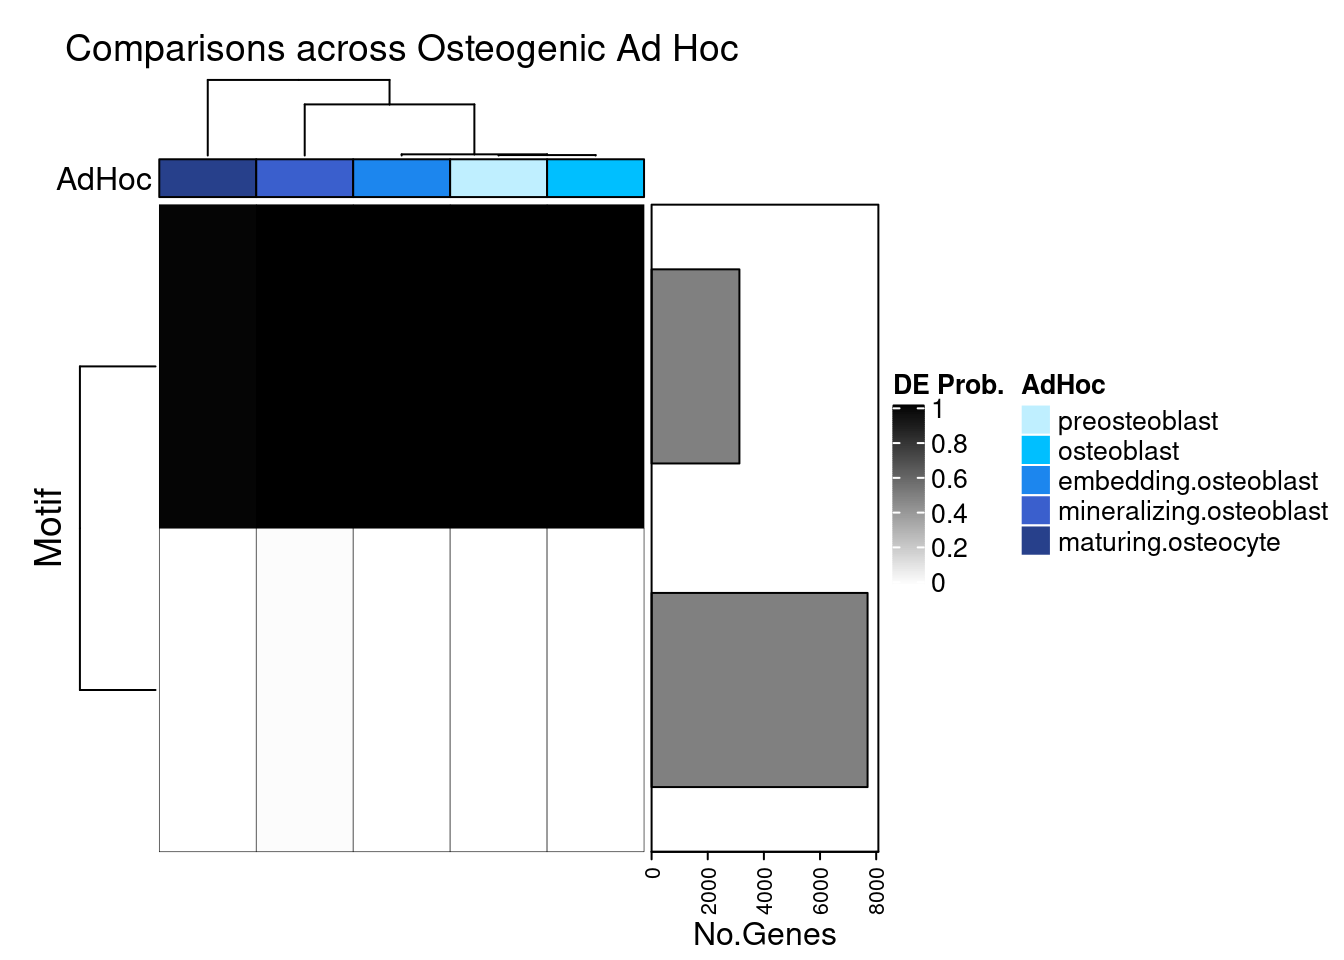 Comparisons across Osteogenic Ad Hoc
AdHoc
Motif
DE Prob.
1
0.8
0.6
0.4
0.2
0
AdHoc
preosteoblast
osteoblast
embedding.osteoblast
mineralizing.osteoblast
maturing.osteocyte
0
2000
4000
6000
8000
No.Genes